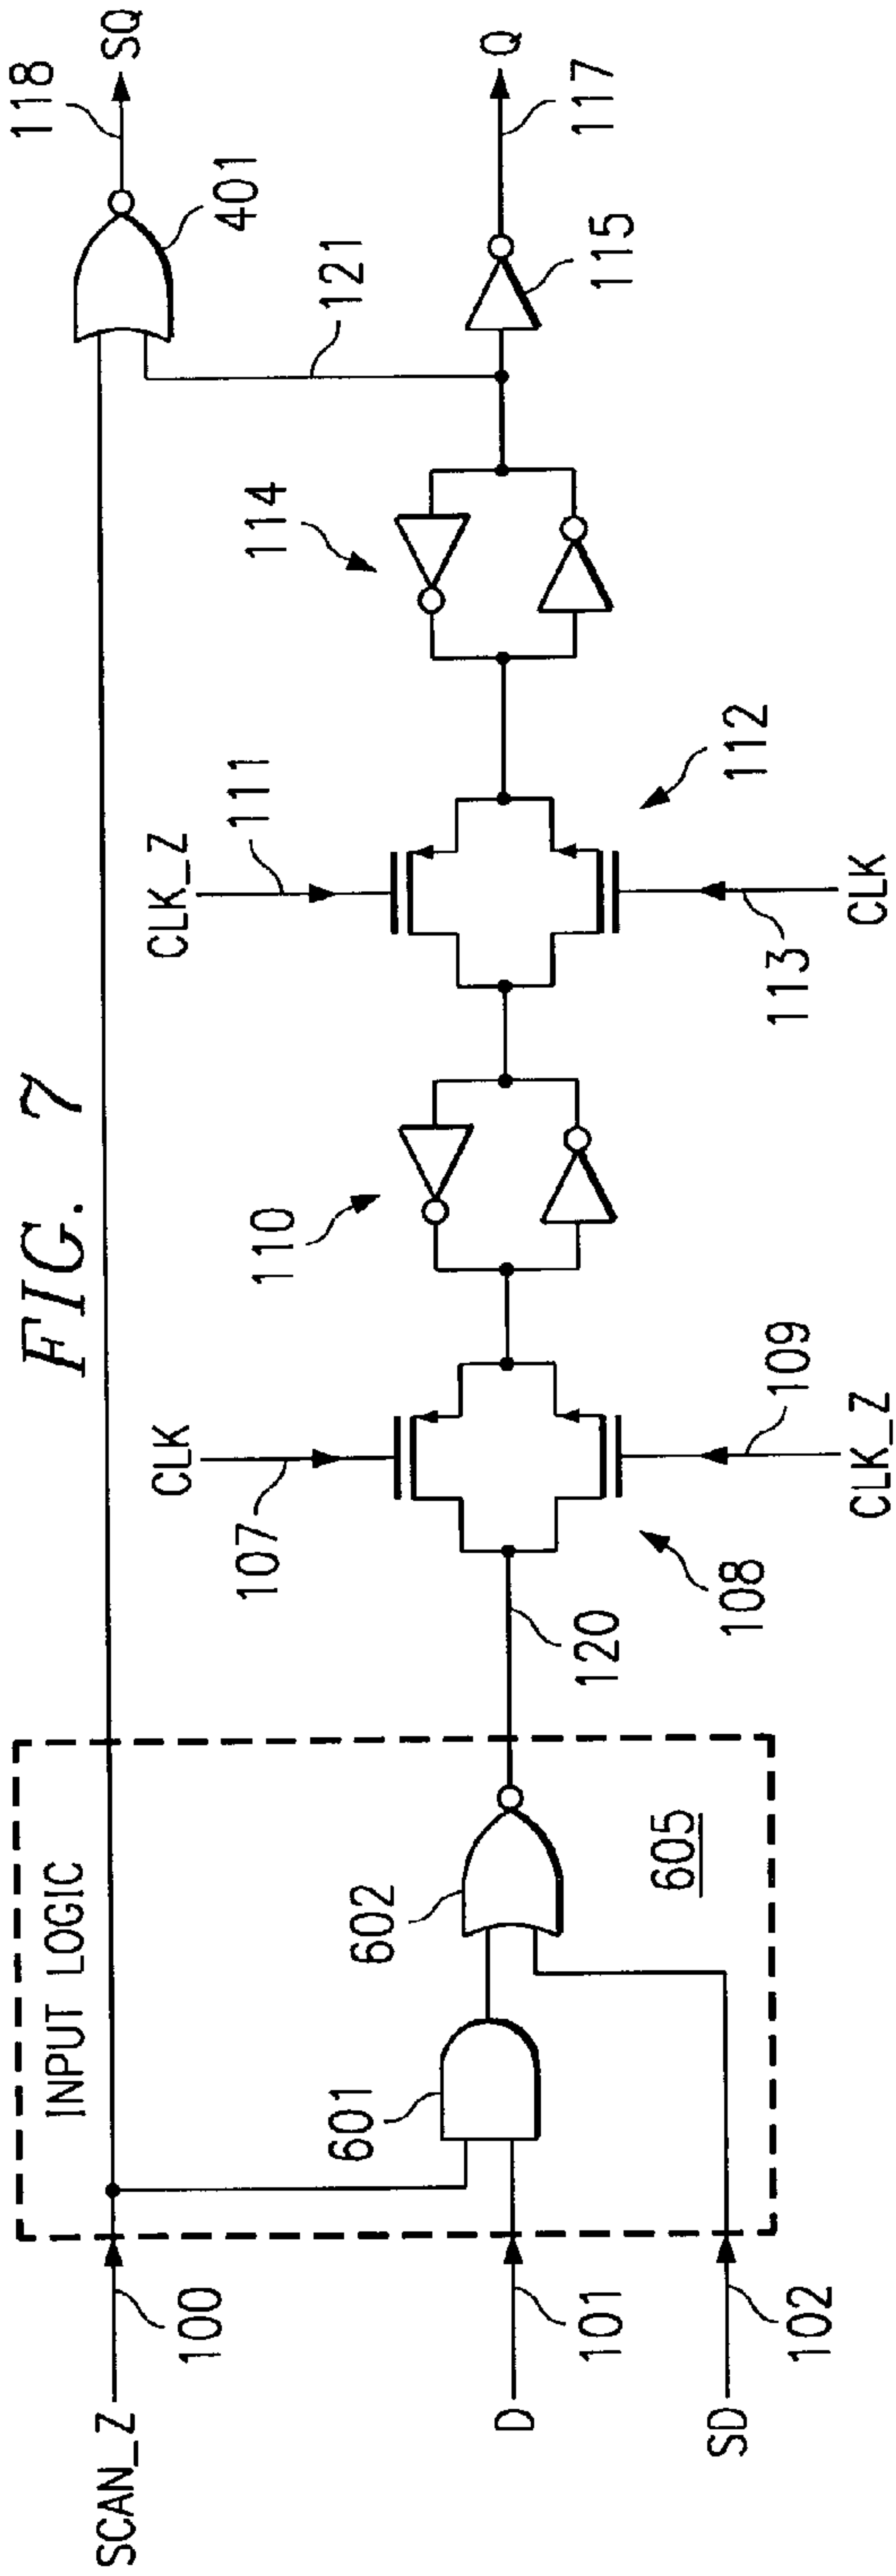 FIG. 7
SCAN_Z
100
D
101
SD
102
INPUT LOGIC
601
602
605
120
CLK
107
108
CLK_Z
109
110
CLK_Z
111
112
CLK
113
114
121
401
118
SQ
115
117
Q